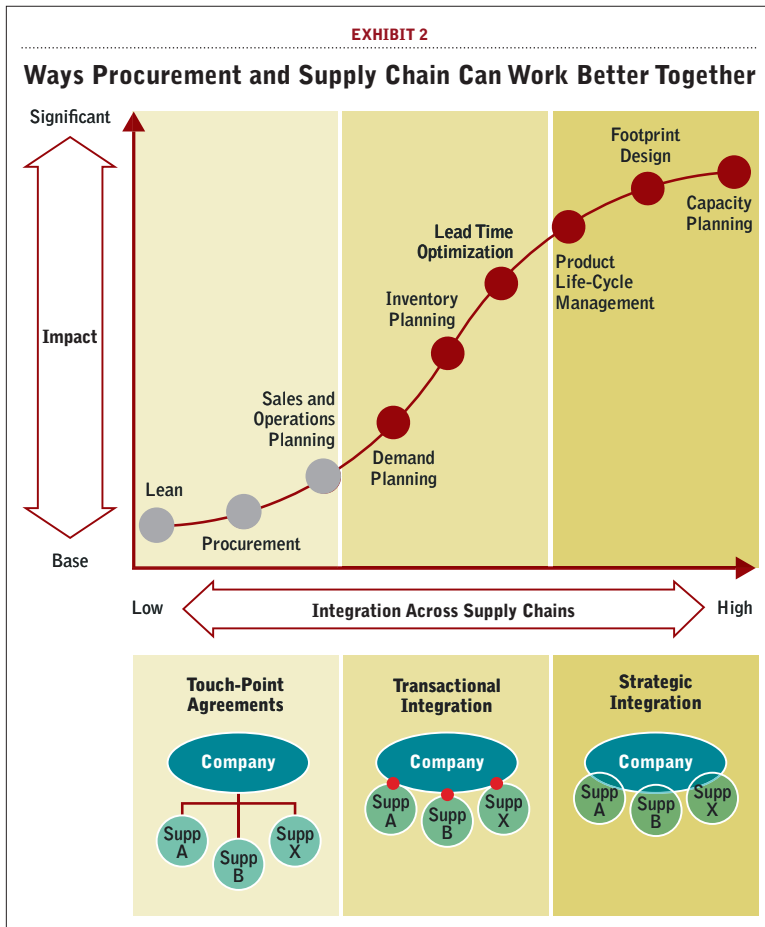 EXHIBIT 2
Ways Procurement and Supply Chain Can Work Better Together
Significant
Impact
Base
Lean
Procurement
Sales and
Operations
Planning
Demand
Planning
Inventory
Planning
Lead Time
Optimization
Product
Life-Cycle
Management
Footprint
Design
Capacity
Planning
Low
Integration Across Supply Chains
High
Touch-Point
Agreements
Company
Supp
A
Supp
B
Supp
X
Transactional
Integration
Company
Supp
A
Supp
B
Supp
X
Strategic
Integration
Company
Supp
A
Supp
B
Supp
X